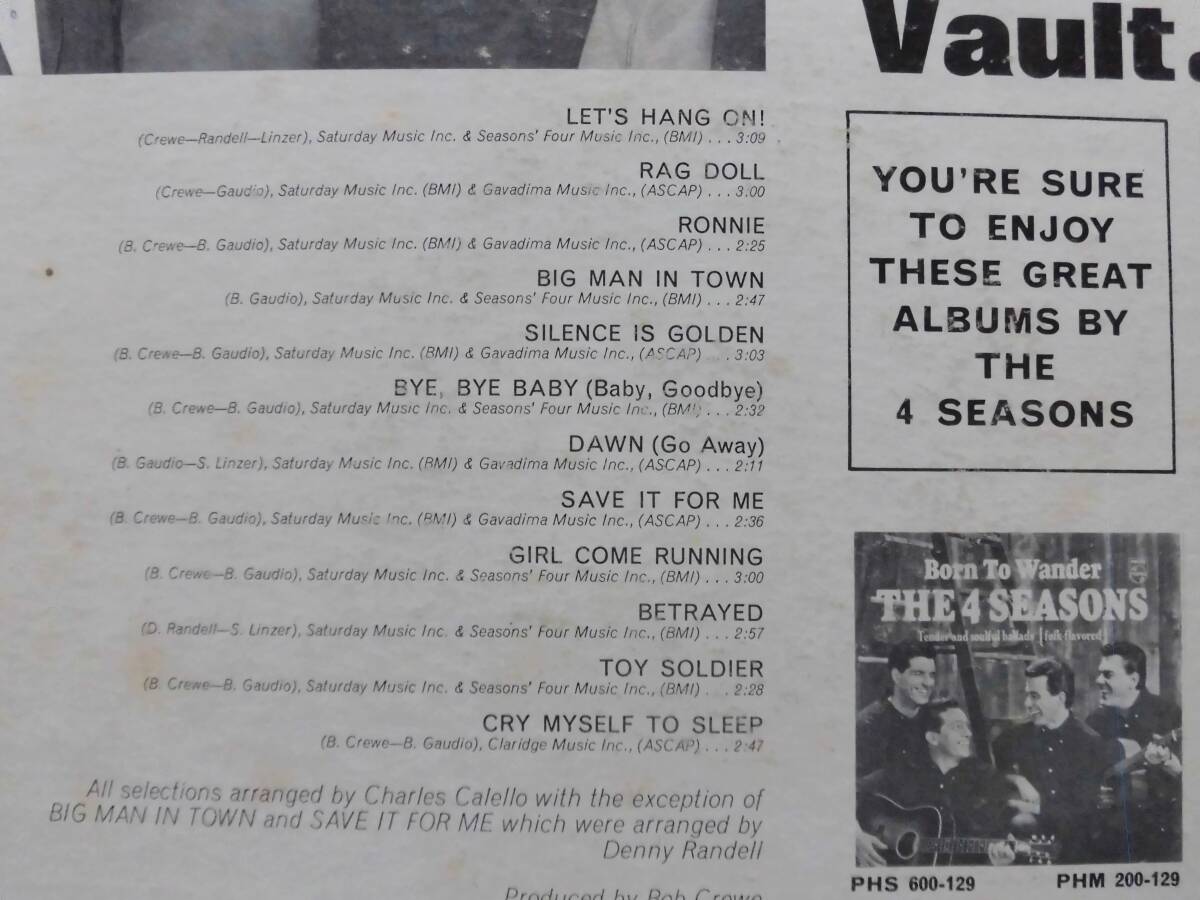 Vault.
LET'S HANG ON!
(Crewe—Randell—Linzer), Saturday Music Inc. & Seasons' Four Music Inc., (BMI) . . . 3:09
RAG DOLL
(Crewe—Gaudio), Saturday Music Inc. (BMI) & Gavadima Music Inc., (ASCAP) . . . 3:00
RONNIE
(B. Crewe—B. Gaudio), Saturday Music Inc. (BMI) & Gavadima Music Inc., (ASCAP) . . . 2:25
BIG MAN IN TOWN
(B. Gaudio), Saturday Music Inc. & Seasons' Four Music Inc., (BMI) . . . 2:47
SILENCE IS GOLDEN
(B. Crewe—B. Gaudio), Saturday Music Inc. (BMI) & Gavadima Music Inc., (ASCAP) . . . 3:03
BYE, BYE BABY (Baby, Goodbye)
(B. Crewe—B. Gaudio), Saturday Music Inc. & Seasons' Four Music Inc., (BMI) . . . 2:32
DAWN (Go Away)
(B. Gaudio—S. Linzer), Saturday Music Inc. (BMI) & Gavadima Music Inc., (ASCAP) . . . 2:11
SAVE IT FOR ME
(B. Crewe—B. Gaudio), Saturday Music Inc. (BMI) & Gavadima Music Inc., (ASCAP) . . . 2:36
GIRL COME RUNNING
(B. Crewe—B. Gaudio), Saturday Music Inc. & Seasons' Four Music Inc., (BMI) . . . 3:00
BETRAYED
(D. Randell—S. Linzer), Saturday Music Inc. & Seasons' Four Music Inc., (BMI) . . . 2:57
TOY SOLDIER
(B. Crewe—B. Gaudio), Saturday Music Inc. & Seasons' Four Music Inc., (BMI) . . . 2:28
CRY MYSELF TO SLEEP
(B. Crewe—B. Gaudio), Claridge Music Inc., (ASCAP) . . . 2:47
All selections arranged by Charles Calello with the exception of
BIG MAN IN TOWN and SAVE IT FOR ME which were arranged by
Denny Randell
Produced by Bob Crewe
YOU'RE SURE
TO ENJOY
THESE GREAT
ALBUMS BY
THE
4 SEASONS
Born To Wander
THE 4 SEASONS
Tender and soulful ballads [folk-flavored]
PHS 600-129
PHM 200-129